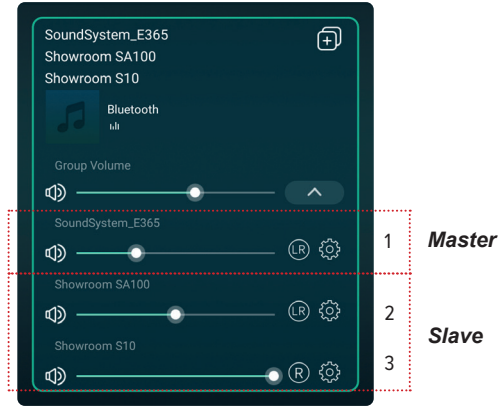 SoundSystem_E365
Showroom SA100
Showroom S10
Bluetooth
Group Volume
SoundSystem_E365
LR
1
Master
Showroom SA100
LR
2
Slave
Showroom S10
R
3